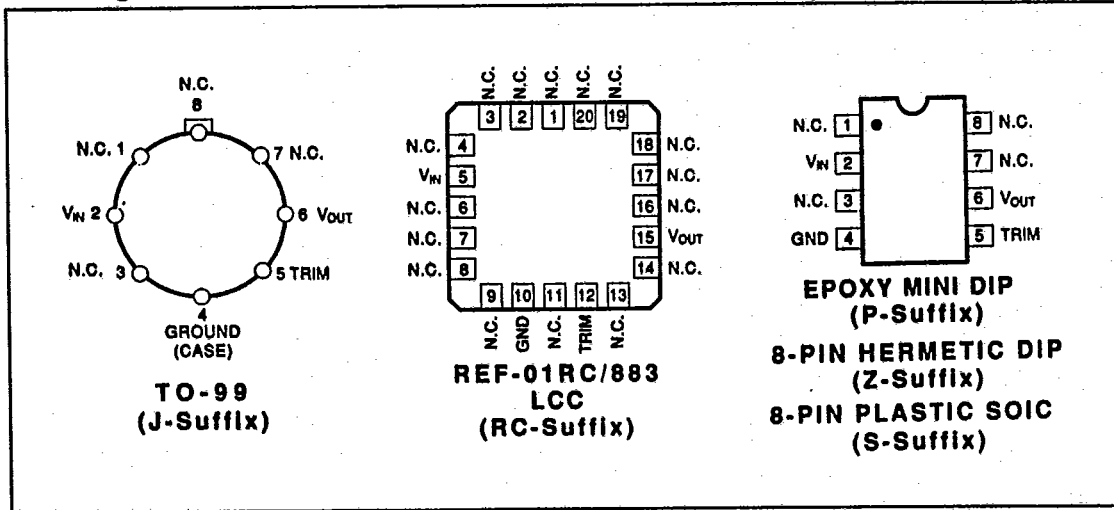 N.C.
8
N.C. 1
7 N.C.
VIN 2
6 VOUT
N.C. 3
5 TRIM
4
GROUND
(CASE)
TO-99
(J-Suffix)
N.C. N.C. N.C. N.C. N.C.
3 2 1 20 19
N.C. 4
18 N.C.
VIN 5
17 N.C.
N.C. 6
16 N.C.
N.C. 7
15 VOUT
N.C. 8
14 N.C.
9 10 11 12 13
N.C. GND N.C. TRIM N.C.
REF-01RC/883
LCC
(RC-Suffix)
N.C. 1
8 N.C.
VIN 2
7 N.C.
N.C. 3
6 VOUT
GND 4
5 TRIM
EPOXY MINI DIP
(P-Suffix)
8-PIN HERMETIC DIP
(Z-Suffix)
8-PIN PLASTIC SOIC
(S-Suffix)